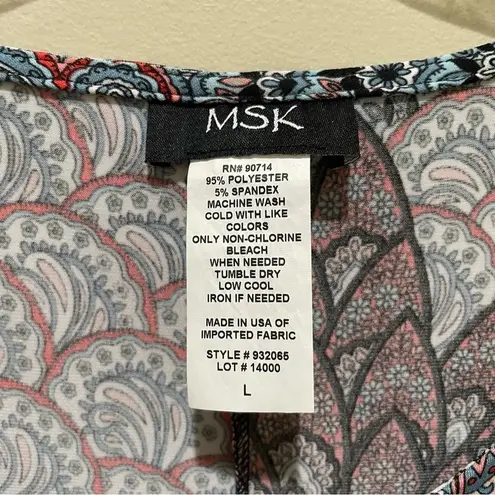 MSK
RN# 90714
95% POLYESTER
5% SPANDEX
MACHINE WASH
COLD WITH LIKE
COLORS
ONLY NON-CHLORINE
BLEACH
WHEN NEEDED
TUMBLE DRY
LOW COOL
IRON IF NEEDED
MADE IN USA OF
IMPORTED FABRIC
STYLE # 932065
LOT # 14000
L